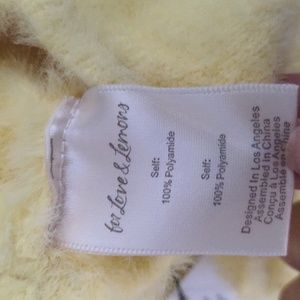 for Love & Lemons
Self:
100% Polyamide
Self:
100% Polyamide
Designed In Los Angeles
Assembled in China
Conçu à Los Angeles
Assemblé en Chine